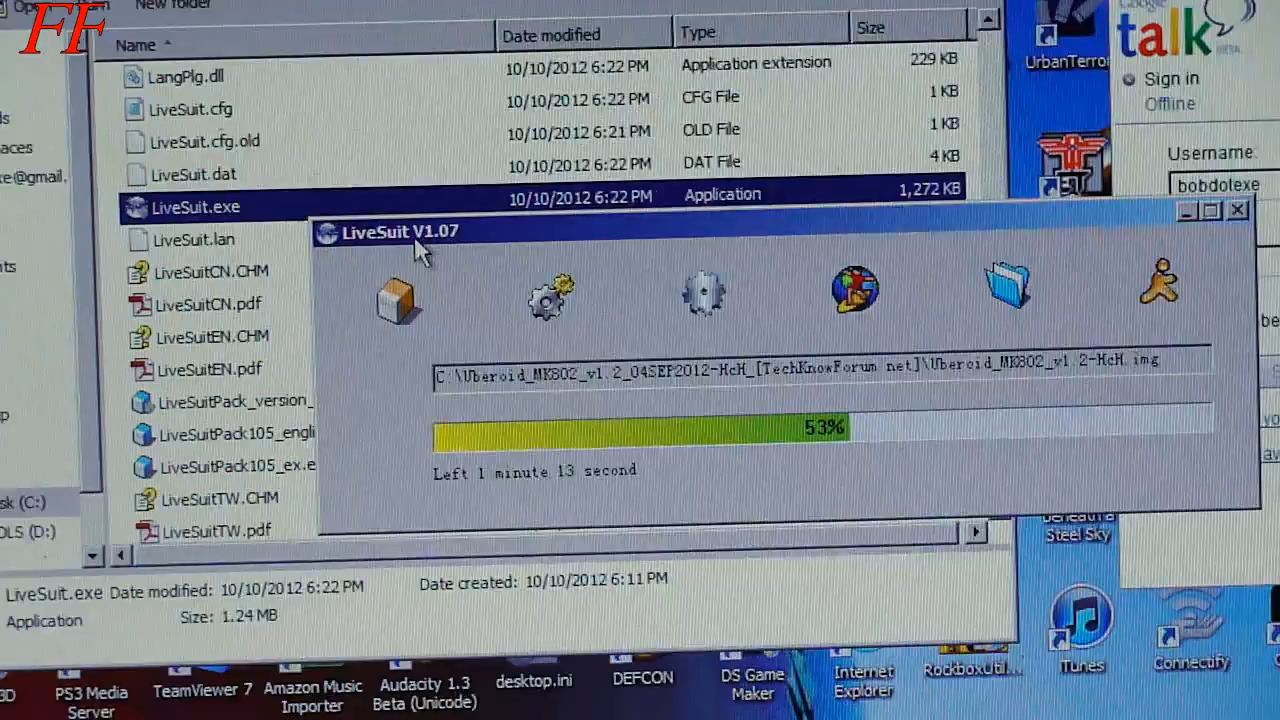 FF
New folder
Name
Date modified
Type
Size
LangPlg.dll
10/10/2012 6:22 PM
Application extension
229 KB
LiveSuit.cfg
10/10/2012 6:22 PM
CFG File
1 KB
LiveSuit.cfg.old
10/10/2012 6:21 PM
OLD File
1 KB
LiveSuit.dat
10/10/2012 6:22 PM
DAT File
4 KB
LiveSuit.exe
10/10/2012 6:22 PM
Application
1,272 KB
LiveSuit.lan
LiveSuitCN.CHM
LiveSuitCN.pdf
LiveSuitEN.CHM
LiveSuitEN.pdf
LiveSuitPack_version_
LiveSuitPack105_engli
LiveSuitPack105_ex.e
LiveSuitTW.CHM
LiveSuitTW.pdf
aces
xe@gmail.
sk (C:)
OLS (D:)
LiveSuit V1.07
C:\Uberoid_MK802_v1.2_04SEP2012-HcH_[TechKnowForum net]\Uberoid_MK802_v1.2-HcH.img
53%
Left 1 minute 13 second
LiveSuit.exe Date modified: 10/10/2012 6:22 PM
Date created: 10/10/2012 6:11 PM
Application
Size: 1.24 MB
UrbanTerror
Google
talk
BETA
Sign in
Offline
Username:
bobdotexe
Steel Sky
iTunes
Connectify
3D
PS3 Media
Server
TeamViewer 7
Amazon Music
Importer
Audacity 1.3
Beta (Unicode)
desktop.ini
DEFCON
DS Game
Maker
Internet
Explorer
RockboxUtil...